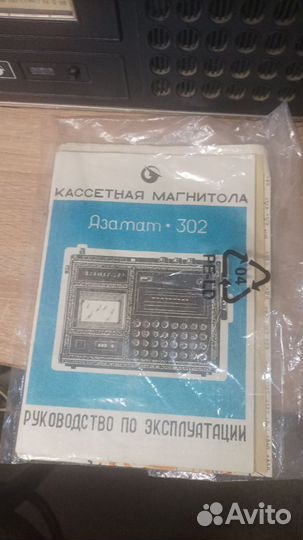 КАССЕТНАЯ МАГНИТОЛА
Азамат · 302
04
PE-LD
РУКОВОДСТВО ПО ЭКСПЛУАТАЦИИ
Avito